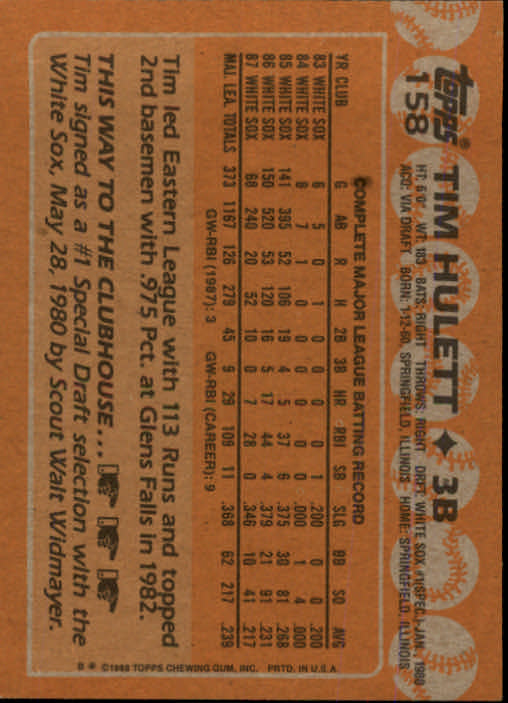 topps
158 TIM HULETT ✦ 3B
HT: 6'0" WT: 183 BATS: RIGHT THROWS: RIGHT DRFT: WHITE SOX #1(SPEC.)-JAN., 1980
ACQ: VIA DRAFT BORN: 1-12-60, SPRINGFIELD, ILLINOIS HOME: SPRINGFIELD, ILLINOIS
COMPLETE MAJOR LEAGUE BATTING RECORD
YR CLUB G AB R H 2B 3B HR RBI SB SLG BB SO AVG
83 WHITE SOX 6 5 0 1 0 0 0 0 1 .200 0 0 .200
84 WHITE SOX 8 7 1 0 0 0 0 0 1 .000 1 4 .000
85 WHITE SOX 141 395 52 106 19 4 5 37 6 .375 30 81 .268
86 WHITE SOX 150 520 53 120 16 5 17 44 4 .379 21 91 .231
87 WHITE SOX 68 240 20 52 10 0 7 28 0 .346 10 41 .217
MAJ. LEA. TOTALS 373 1167 126 279 45 9 29 109 11 .368 62 217 .239
GW-RBI (1987): 3 GW-RBI (CAREER): 9
Tim led Eastern League with 113 Runs and topped
2nd basemen with .975 Pct. at Glens Falls in 1982.
THIS WAY TO THE CLUBHOUSE...
Tim signed as a #1 Special Draft selection with the
White Sox, May 28, 1980 by Scout Walt Widmayer.
B * ©1988 TOPPS CHEWING GUM, INC. PRTD. IN U.S.A.